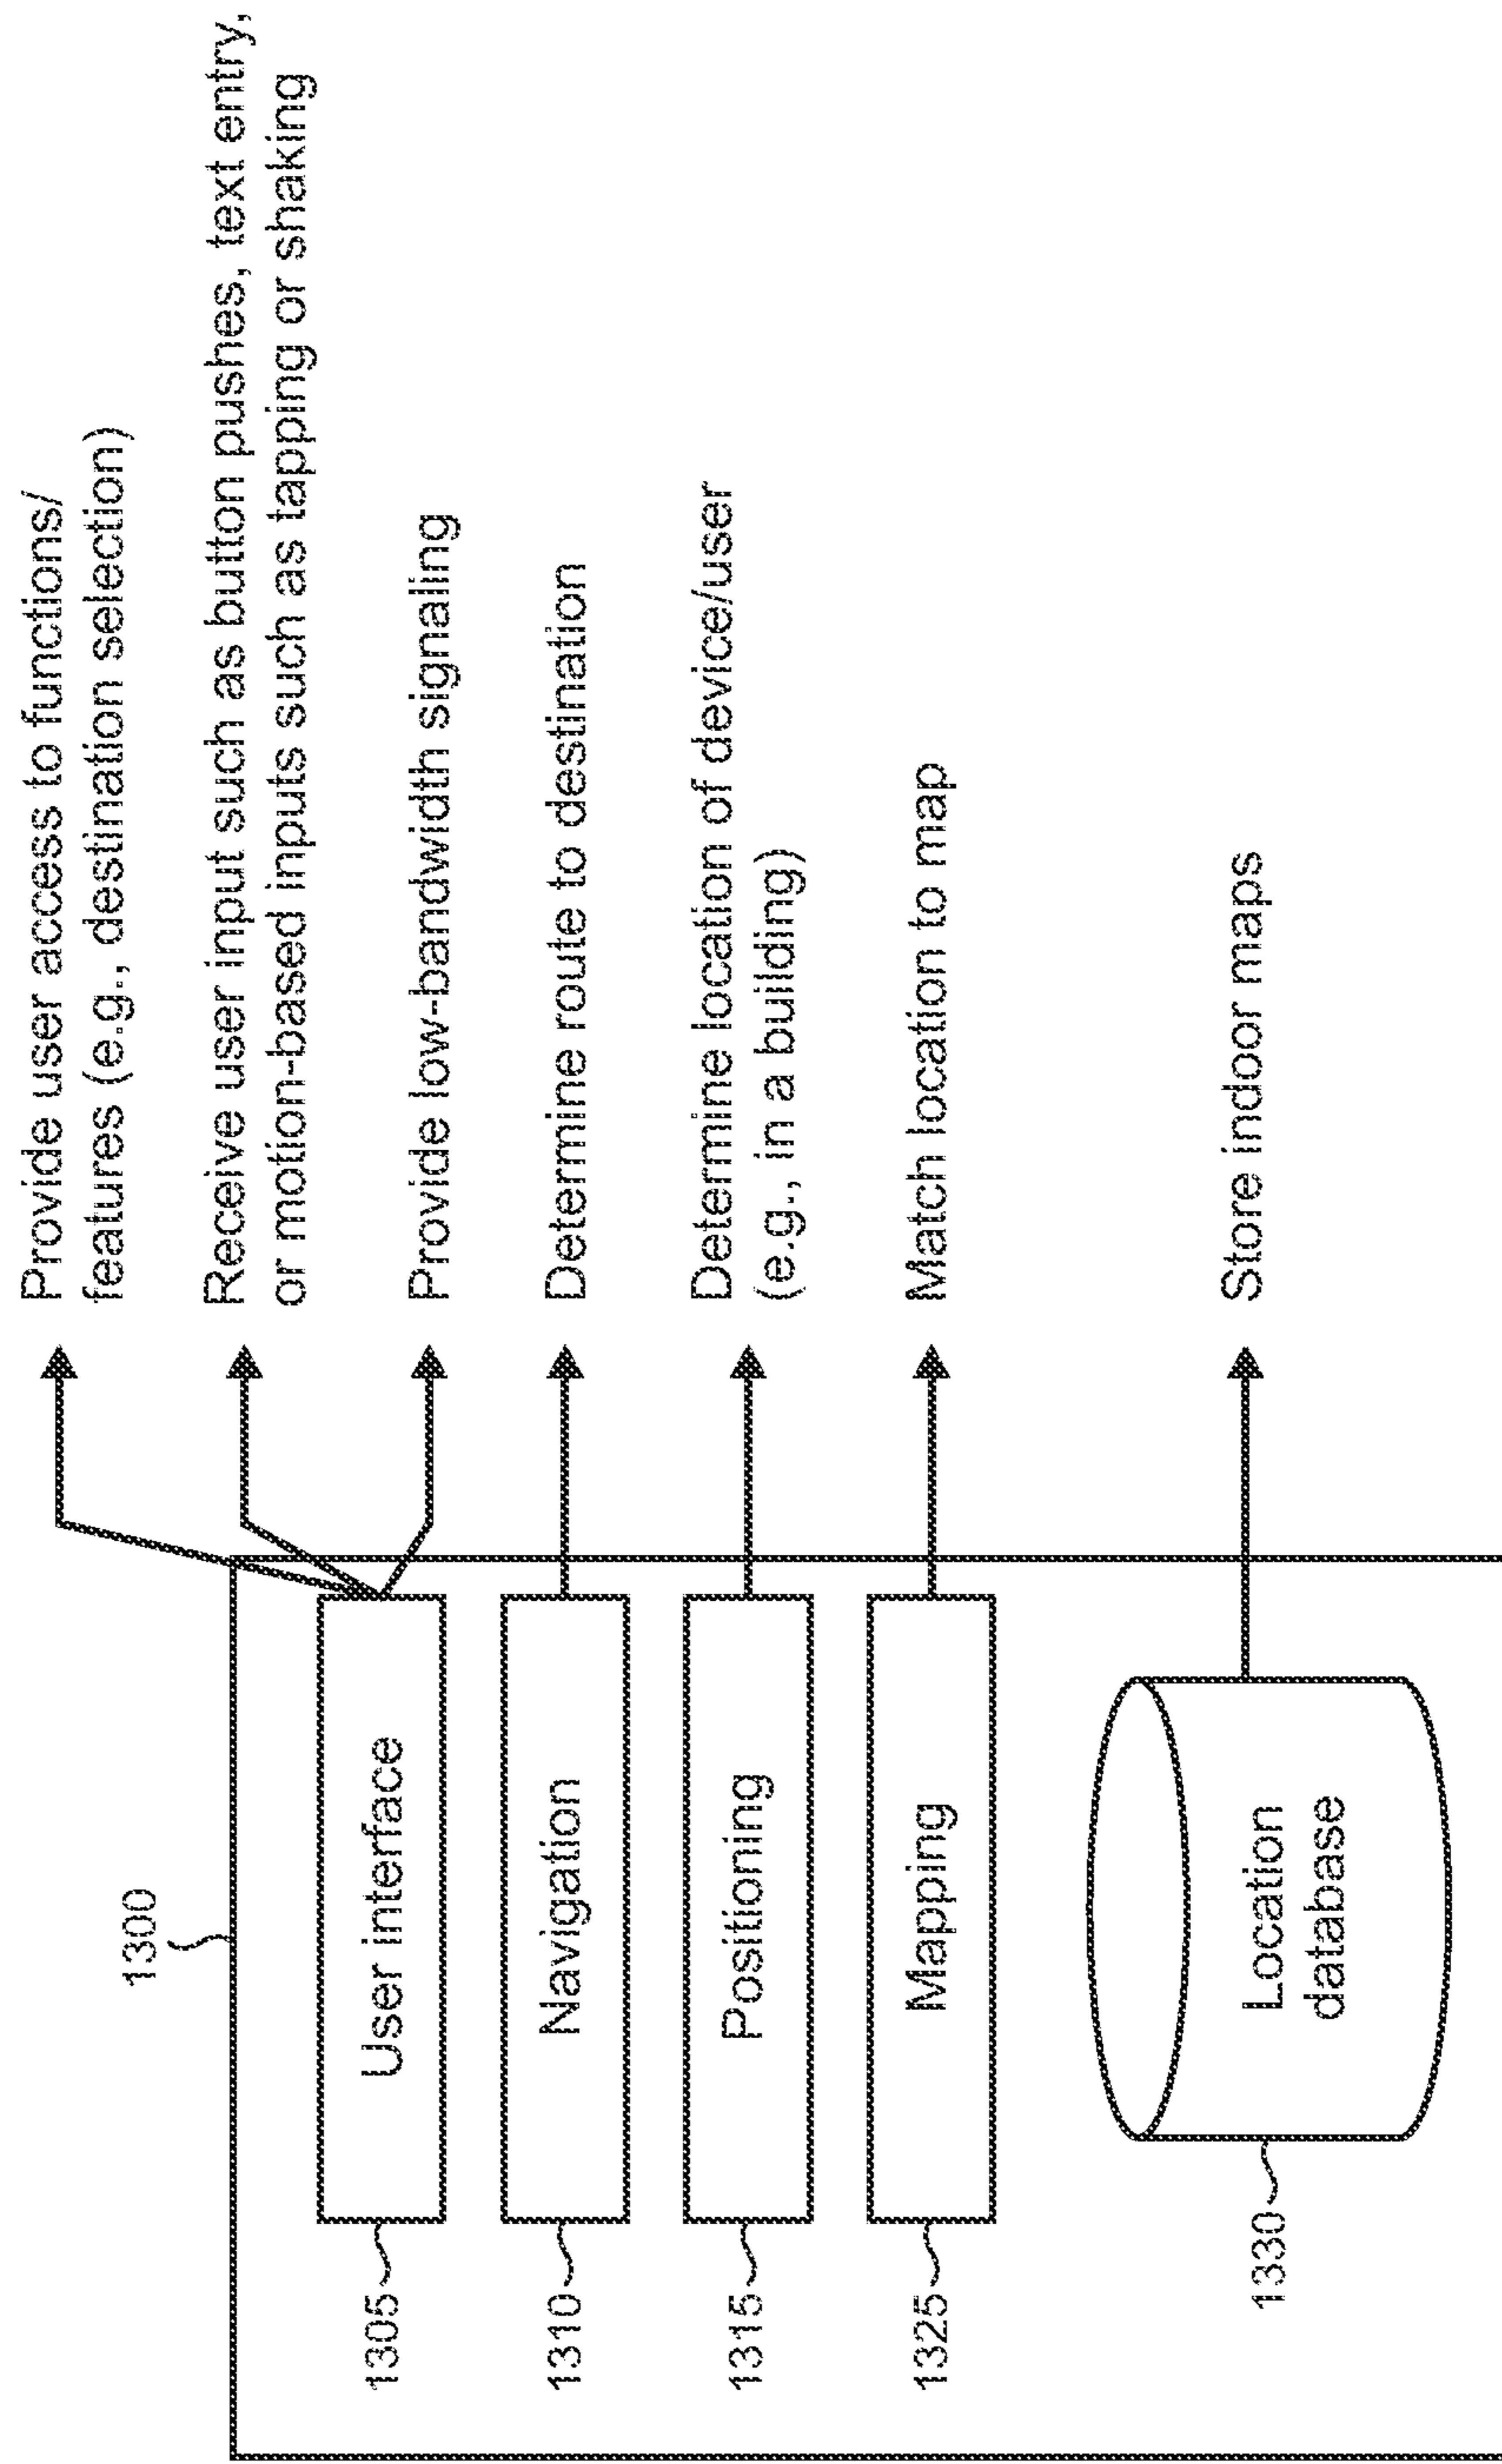 1300
1305
User interface
Provide user access to functions/
features (e.g., destination selection)
Receive user input such as button pushes, text entry,
or motion-based inputs such as tapping or shaking
Provide low-bandwidth signaling
1310
Navigation
Determine route to destination
1315
Positioning
Determine location of device/user
(e.g., in a building)
1325
Mapping
Match location to map
1330
Location
database
Store indoor maps